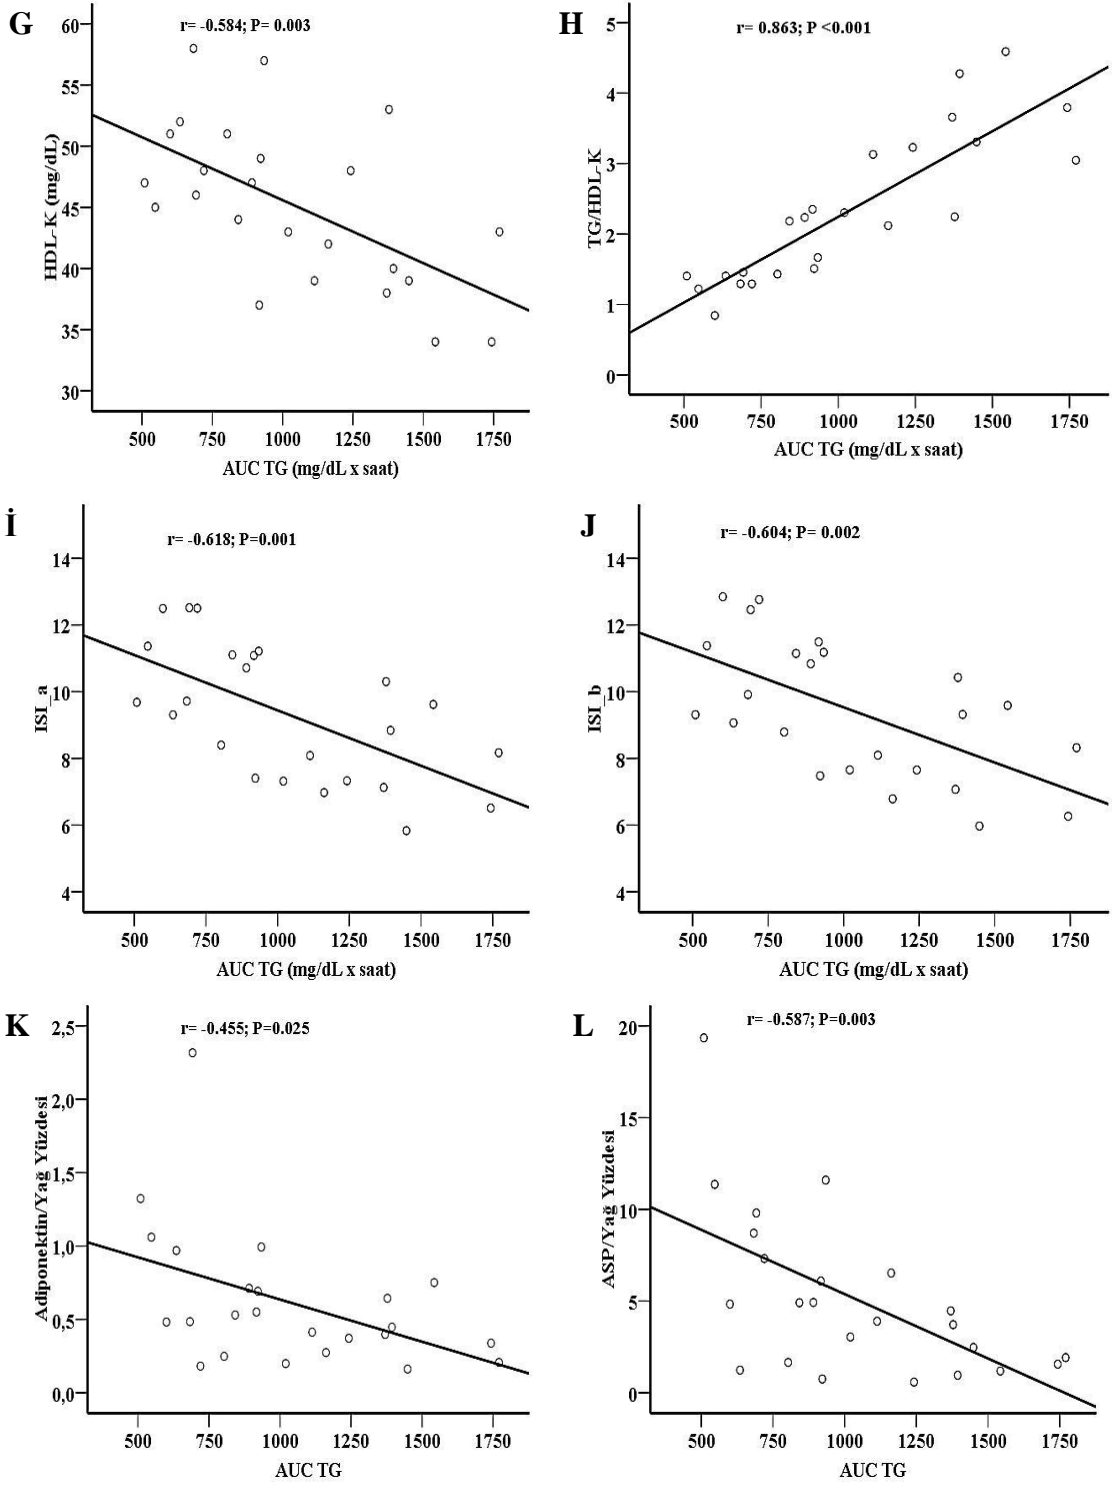 G
r= -0.584; P= 0.003
HDL-K (mg/dL)
60
55
50
45
40
35
30
500 750 1000 1250 1500 1750
AUC TG (mg/dL x saat)
H
r= 0.863; P <0.001
TG/HDL-K
5
4
3
2
1
0
500 750 1000 1250 1500 1750
AUC TG (mg/dL x saat)
İ
r= -0.618; P=0.001
ISI_a
14
12
10
8
6
4
500 750 1000 1250 1500 1750
AUC TG (mg/dL x saat)
J
r= -0.604; P= 0.002
ISI_b
14
12
10
8
6
4
500 750 1000 1250 1500 1750
AUC TG (mg/dL x saat)
K
r= -0.455; P=0.025
Adiponektin/Yağ Yüzdesi
2,5
2,0
1,5
1,0
0,5
0,0
500 750 1000 1250 1500 1750
AUC TG
L
r= -0.587; P=0.003
ASP/Yağ Yüzdesi
20
15
10
5
0
500 750 1000 1250 1500 1750
AUC TG